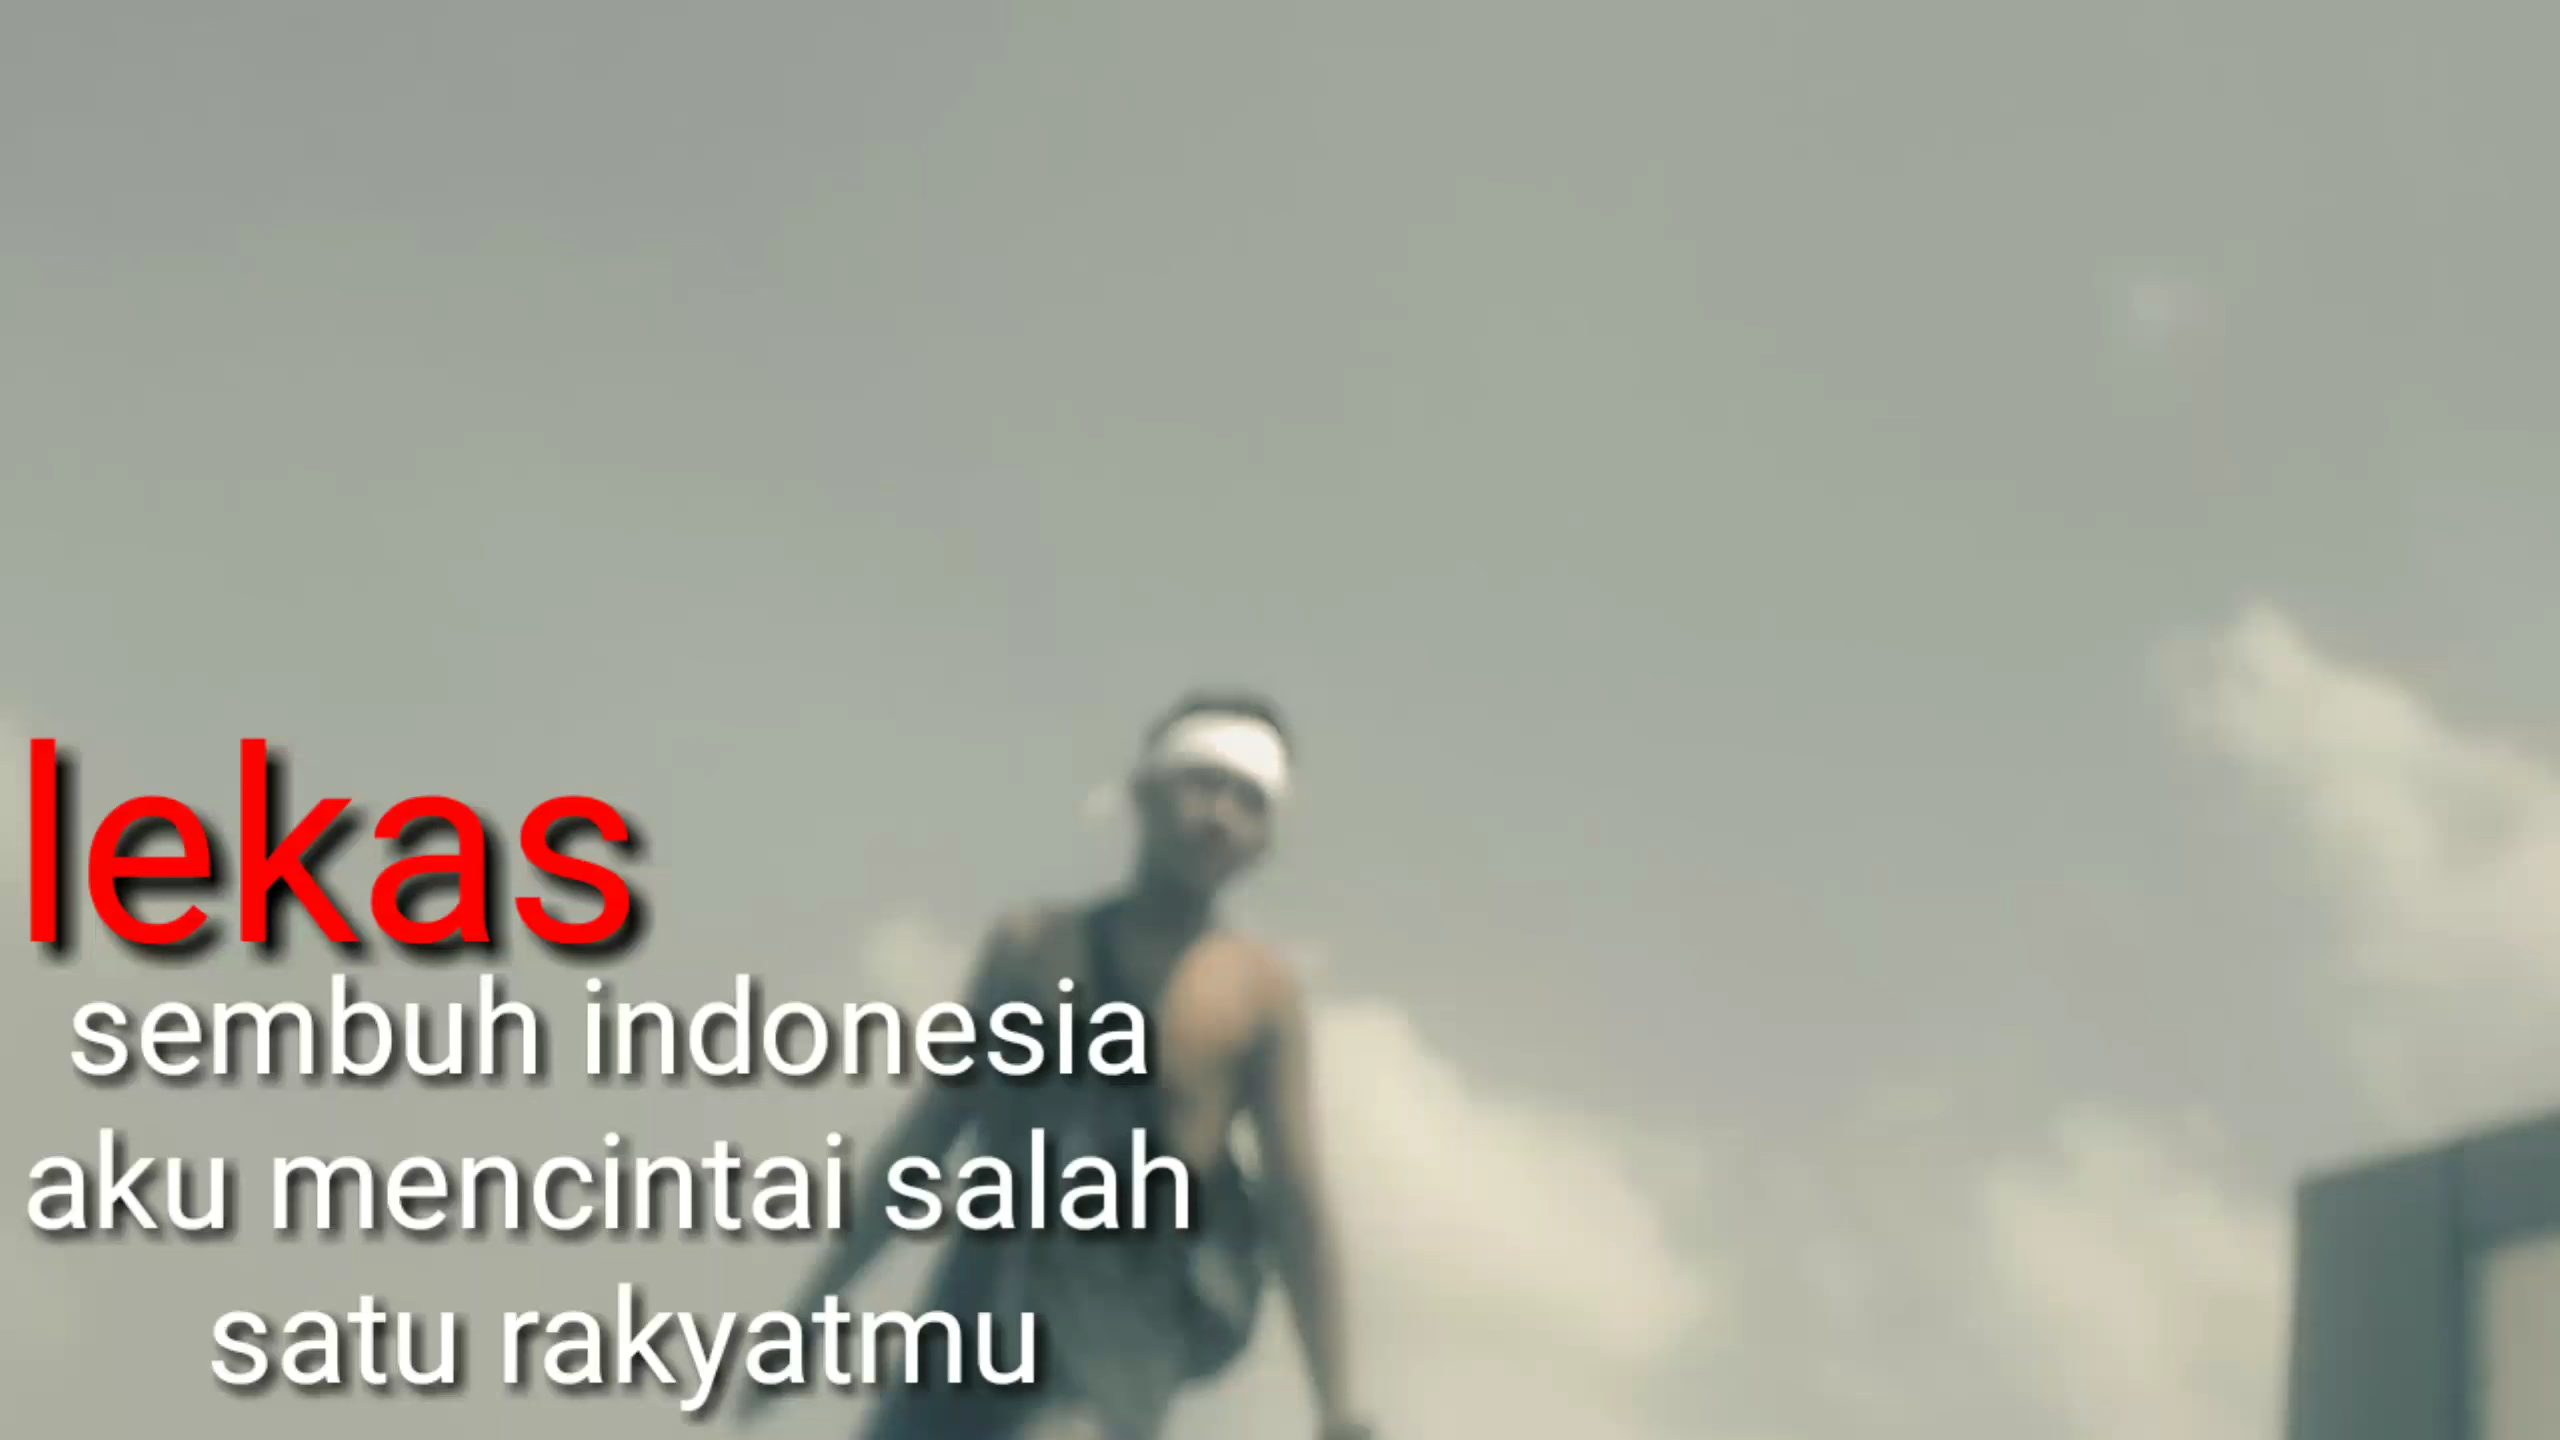 lekas
sembuh indonesia
aku mencintai salah
satu rakyatmu